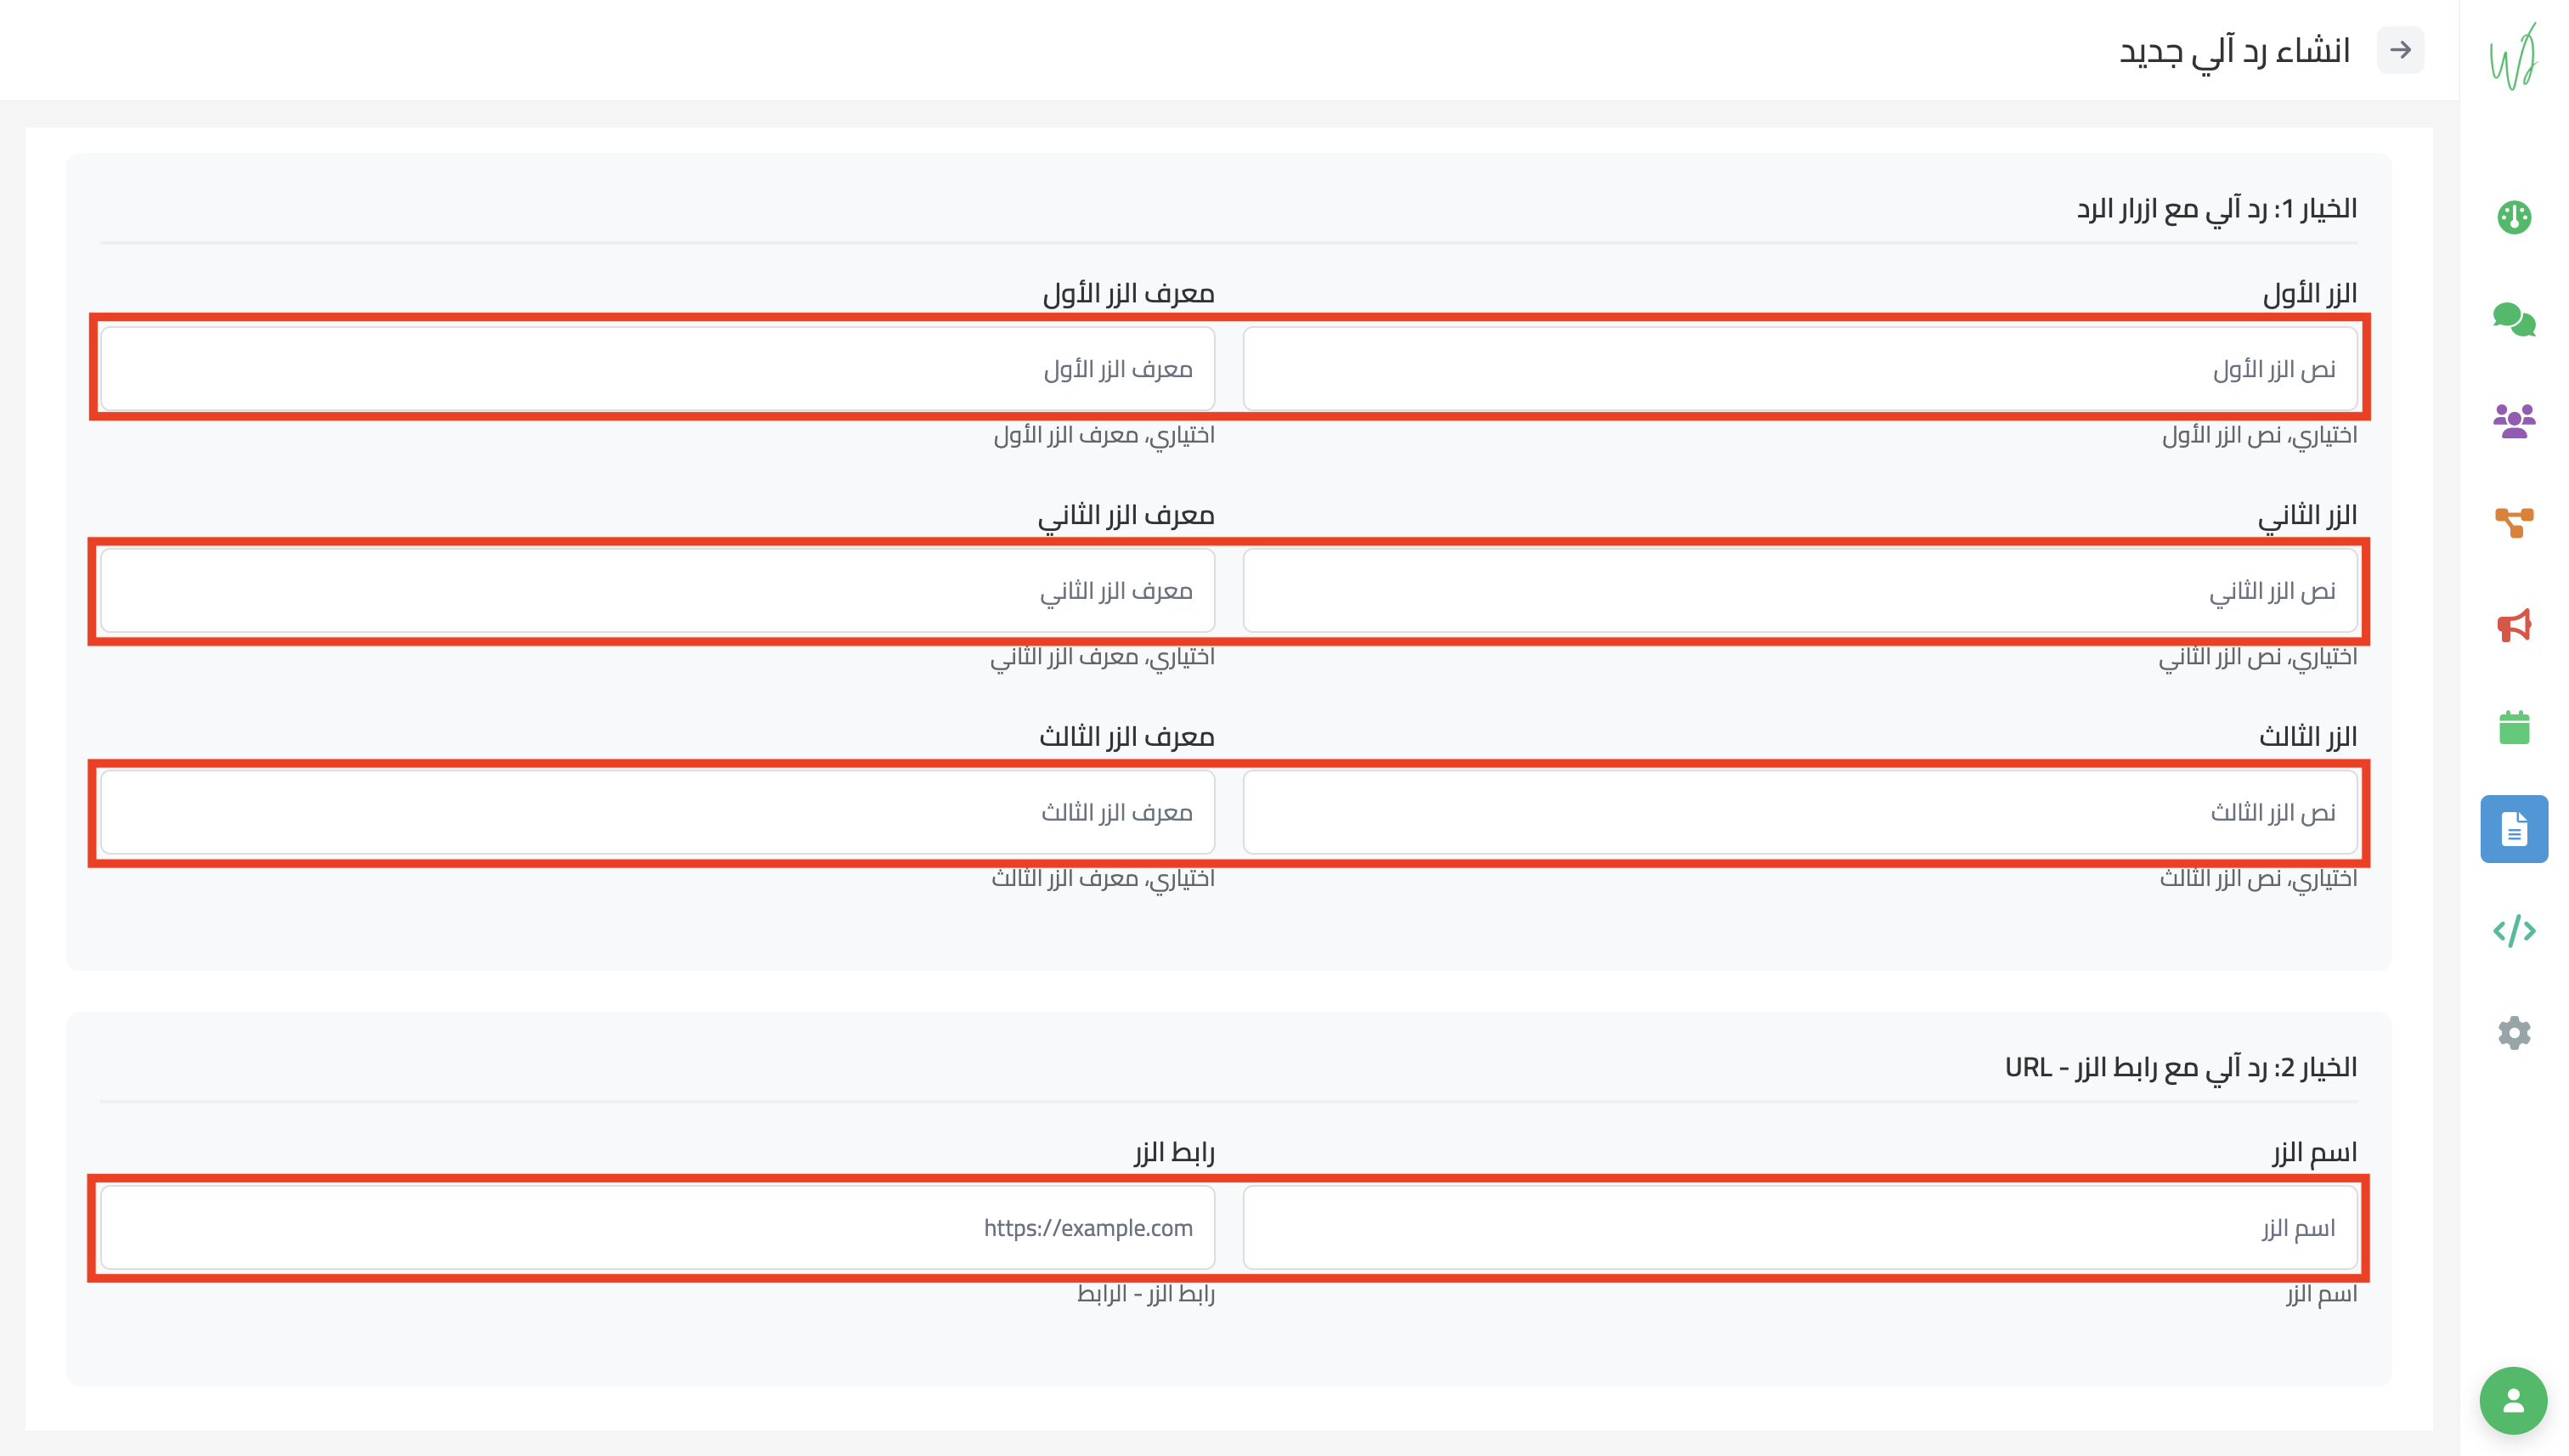 انشاء رد آلي جديد
الخيار 1: رد آلي مع ازرار الرد
الزر الأول
معرف الزر الأول
نص الزر الأول
معرف الزر الأول
اختياري، نص الزر الأول
اختياري، معرف الزر الأول
الزر الثاني
معرف الزر الثاني
نص الزر الثاني
معرف الزر الثاني
اختياري، نص الزر الثاني
اختياري، معرف الزر الثاني
الزر الثالث
معرف الزر الثالث
نص الزر الثالث
معرف الزر الثالث
اختياري، نص الزر الثالث
اختياري، معرف الزر الثالث
الخيار 2: رد آلي مع رابط الزر - URL
اسم الزر
رابط الزر
اسم الزر
https://example.com
اسم الزر
رابط الزر - الرابط